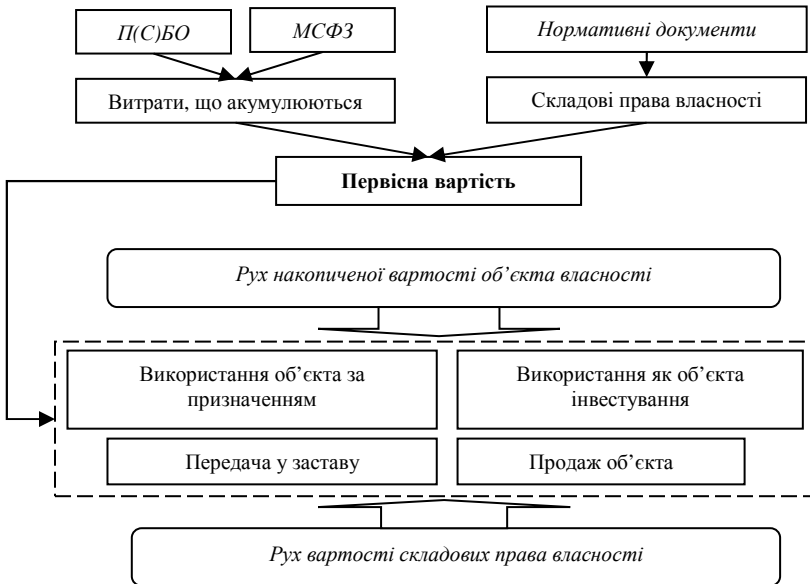 П(С)БО
МСФЗ
Нормативні документи
Витрати, що акумулюються
Складові права власності
Первісна вартість
Рух накопиченої вартості об’єкта власності
Використання об’єкта за
призначенням
Використання як об’єкта
інвестування
Передача у заставу
Продаж об’єкта
Рух вартості складових права власності